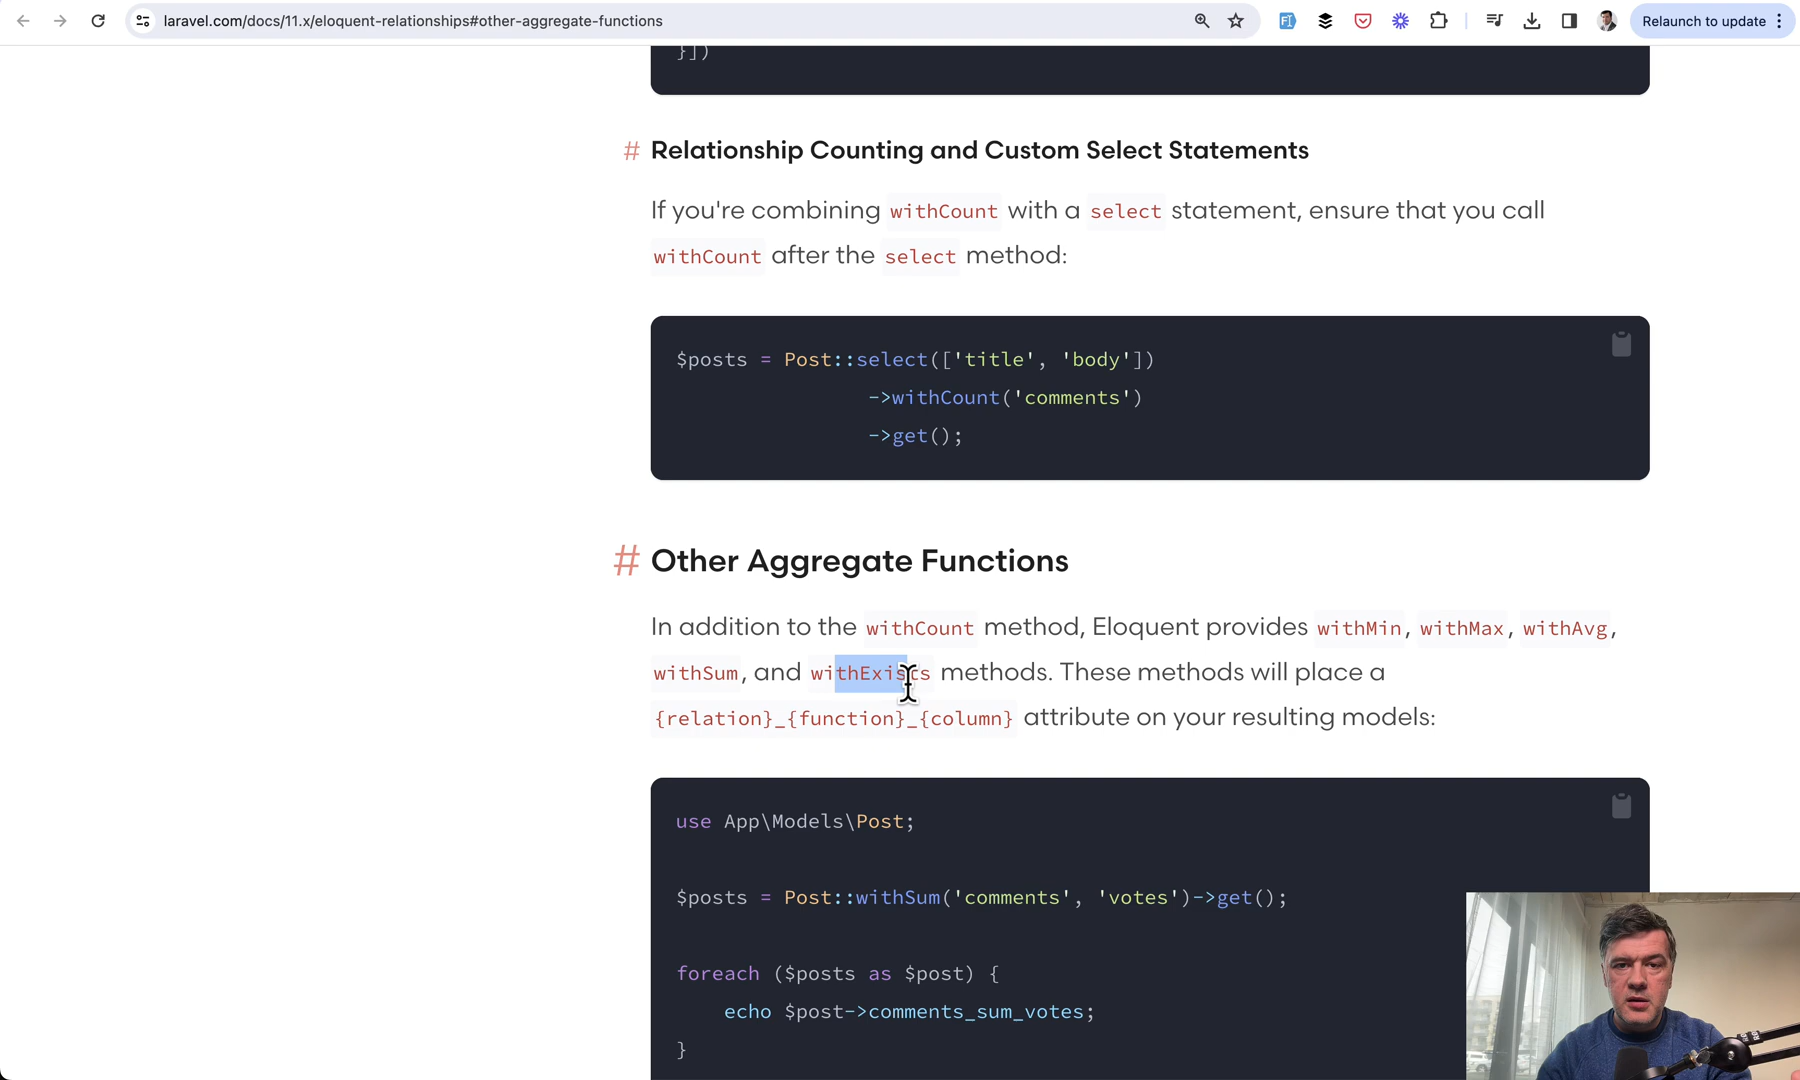 laravel.com/docs/11.x/eloquent-relationships#other-aggregate-functions
Relaunch to update
}])
# Relationship Counting and Custom Select Statements
If you're combining withCount with a select statement, ensure that you call
withCount after the select method:
$posts = Post::select(['title', 'body'])
->withCount('comments')
->get();
# Other Aggregate Functions
In addition to the withCount method, Eloquent provides withMin, withMax, withAvg,
withSum, and withExists methods. These methods will place a
{relation}_{function}_{column} attribute on your resulting models:
use App\Models\Post;
$posts = Post::withSum('comments', 'votes')->get();
foreach ($posts as $post) {
echo $post->comments_sum_votes;
}